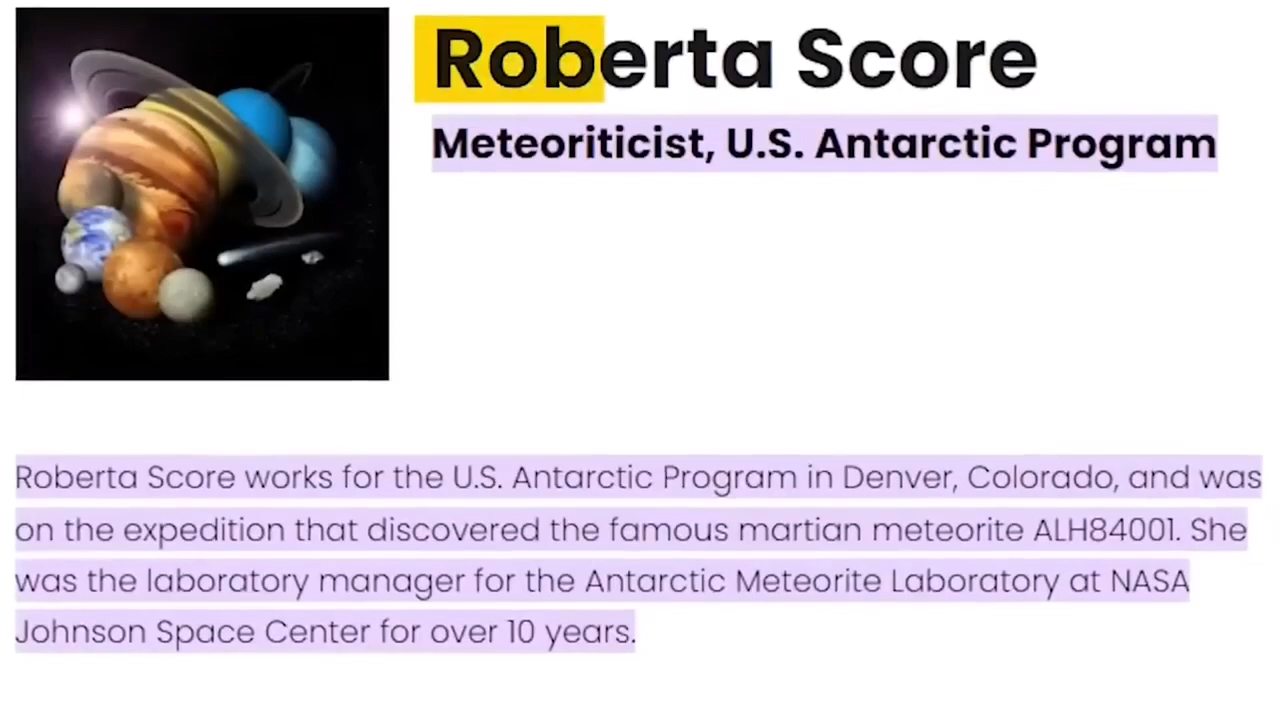 Roberta Score
Meteoriticist, U.S. Antarctic Program
Roberta Score works for the U.S. Antarctic Program in Denver, Colorado, and was
on the expedition that discovered the famous martian meteorite ALH84001. She
was the laboratory manager for the Antarctic Meteorite Laboratory at NASA
Johnson Space Center for over 10 years.